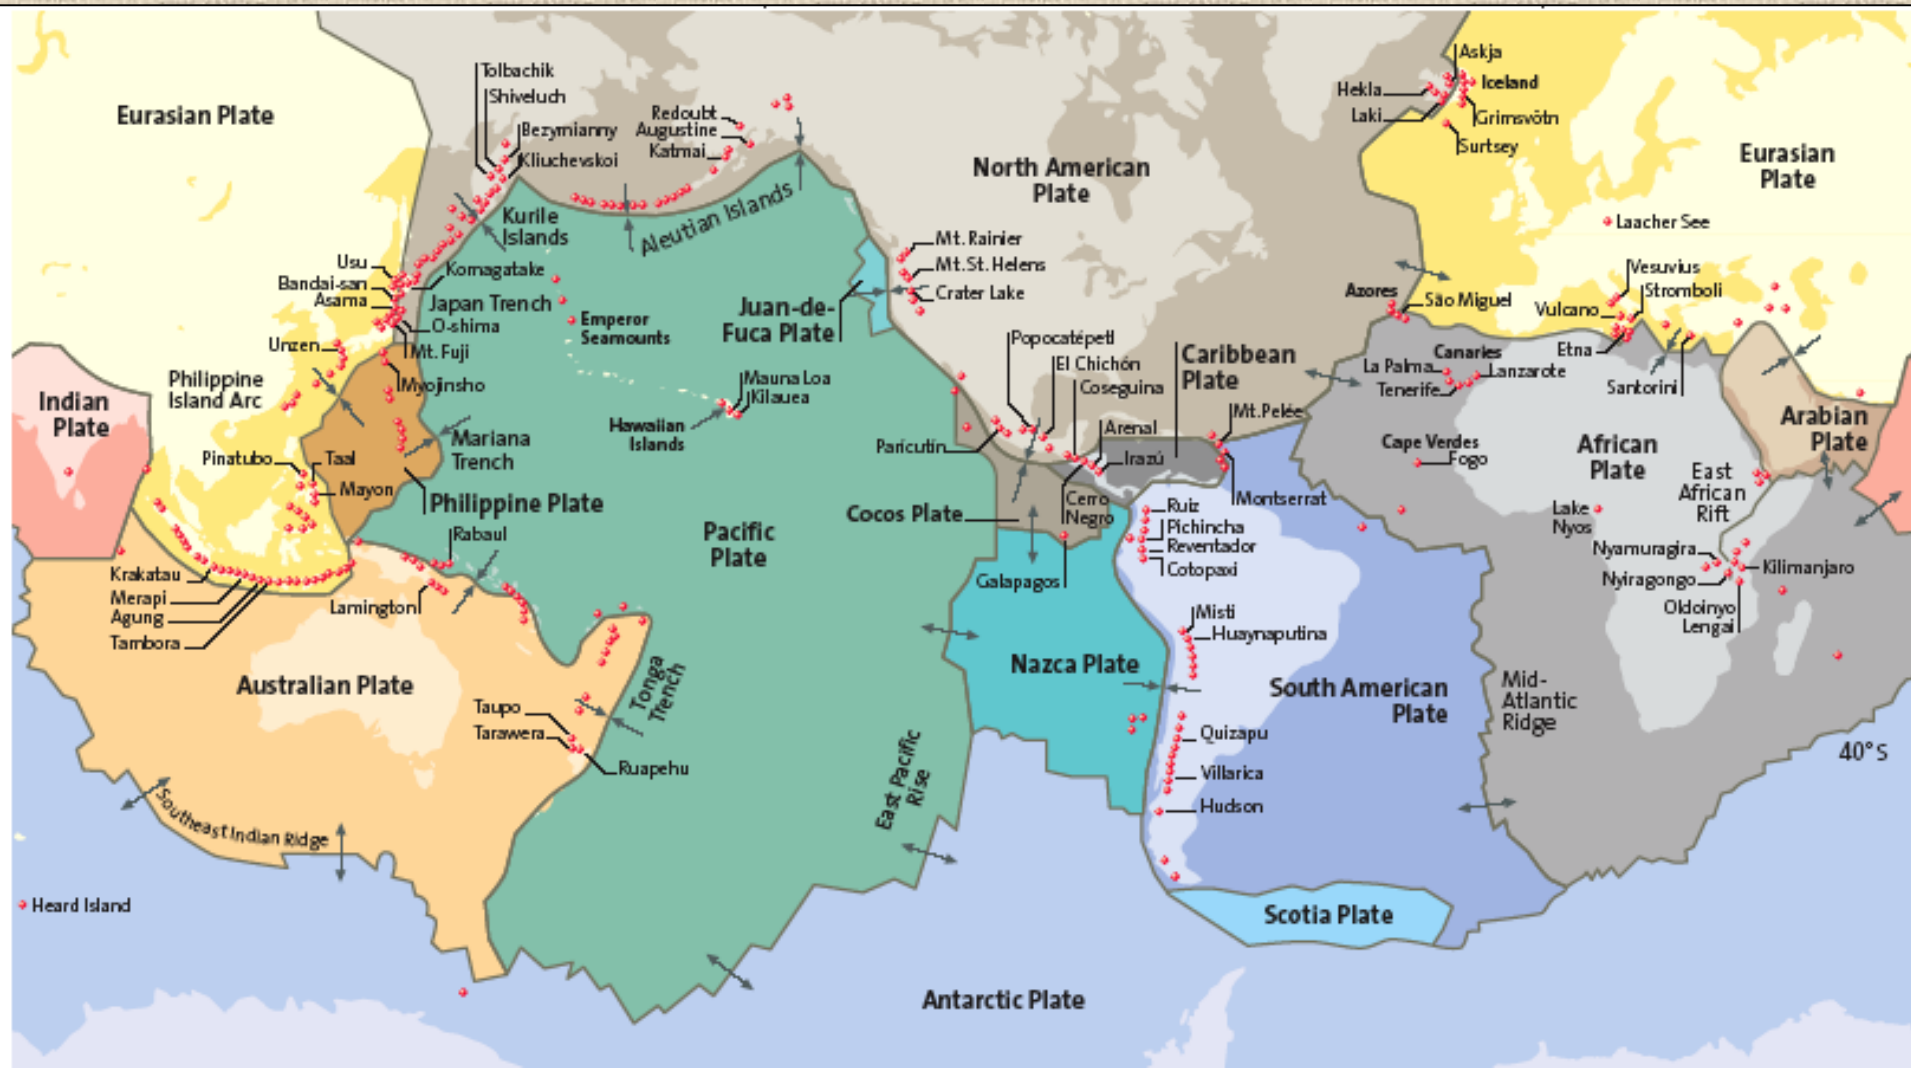 Tolbachik
Shiveluch
Bezymianny
Kliuchevskoi
Redoubt
Augustine
Katmai
Eurasian Plate
North American
Plate
Askja
Hekla
Iceland
Laki
Grimsvötn
Surtsey
Eurasian
Plate
Laacher See
Kurile
Islands
Aleutian Islands
Usu
Bandai-san
Asama
Komagatake
Japan Trench
O-shima
Mt. Fuji
Unzen
Myojinsho
Emperor
Seamounts
Juan-de-
Fuca Plate
Mt. Rainier
Mt. St. Helens
Crater Lake
Azores
São Miguel
Vesuvius
Stromboli
Vulcano
Etna
Santorini
Popocatépetl
El Chichón
Coseguina
Caribbean
Plate
La Palma
Canaries
Lanzarote
Tenerife
Philippine
Island Arc
Indian
Plate
Mauna Loa
Kilauea
Hawaiian
Islands
Parícutin
Arenal
Irazú
Mt. Pelée
Montserrat
Cape Verdes
Fogo
African
Plate
Arabian
Plate
Mariana
Trench
Pinatubo
Taal
Mayon
Philippine Plate
Rabaul
Pacific
Plate
Cocos Plate
Cerro
Negro
Galapagos
Ruiz
Pichincha
Reventador
Cotopaxi
East
African
Rift
Lake
Nyos
Nyamuragira
Nyiragongo
Kilimanjaro
Oldoinyo
Lengai
Krakatau
Merapi
Agung
Tambora
Lamington
Australian Plate
Tonga
Trench
Taupo
Tarawera
Ruapehu
Nazca Plate
Misti
Huaynaputina
South American
Plate
Mid-
Atlantic
Ridge
Quizapu
Villarica
Hudson
40° S
East Pacific
Rise
Southeast Indian Ridge
Heard Island
Scotia Plate
Antarctic Plate